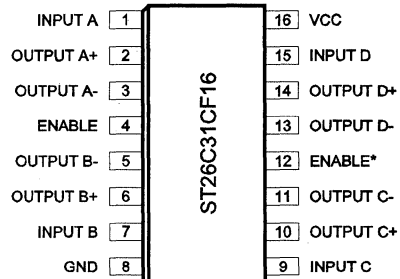 INPUT A 1
OUTPUT A+ 2
OUTPUT A- 3
ENABLE 4
OUTPUT B- 5
OUTPUT B+ 6
INPUT B 7
GND 8
ST26C31CF16
16 VCC
15 INPUT D
14 OUTPUT D+
13 OUTPUT D-
12 ENABLE*
11 OUTPUT C-
10 OUTPUT C+
9 INPUT C